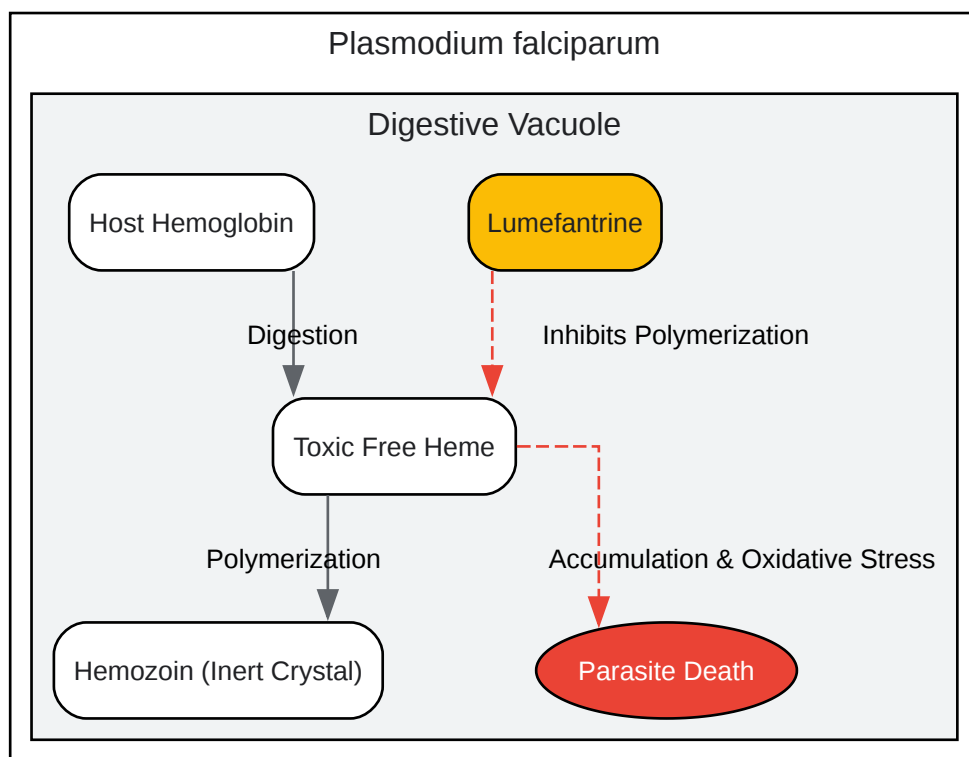 Plasmodium falciparum
Digestive Vacuole
Host Hemoglobin
Lumefantrine
Digestion
Inhibits Polymerization
Toxic Free Heme
Polymerization
Accumulation & Oxidative Stress
Hemozoin (Inert Crystal)
Parasite Death